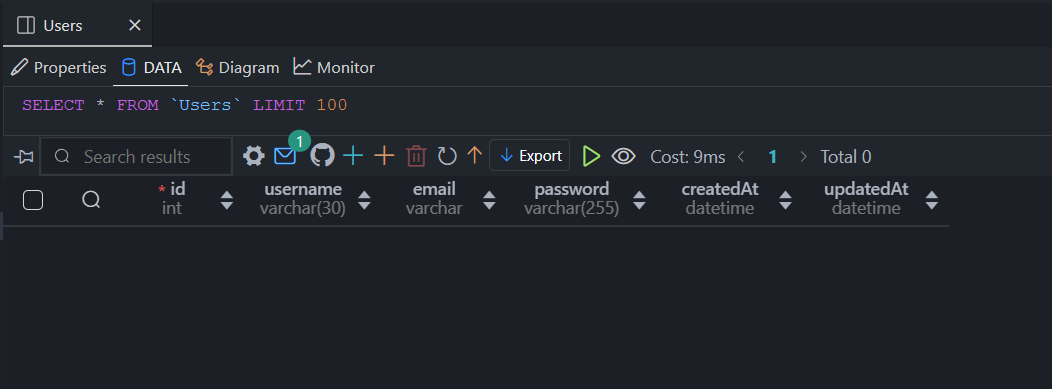 Users
Properties DATA Diagram Monitor
SELECT * FROM `Users` LIMIT 100
Search results 1 Export Cost: 9ms 1 Total 0
* id username email password createdAt updatedAt
int varchar(30) varchar varchar(255) datetime datetime